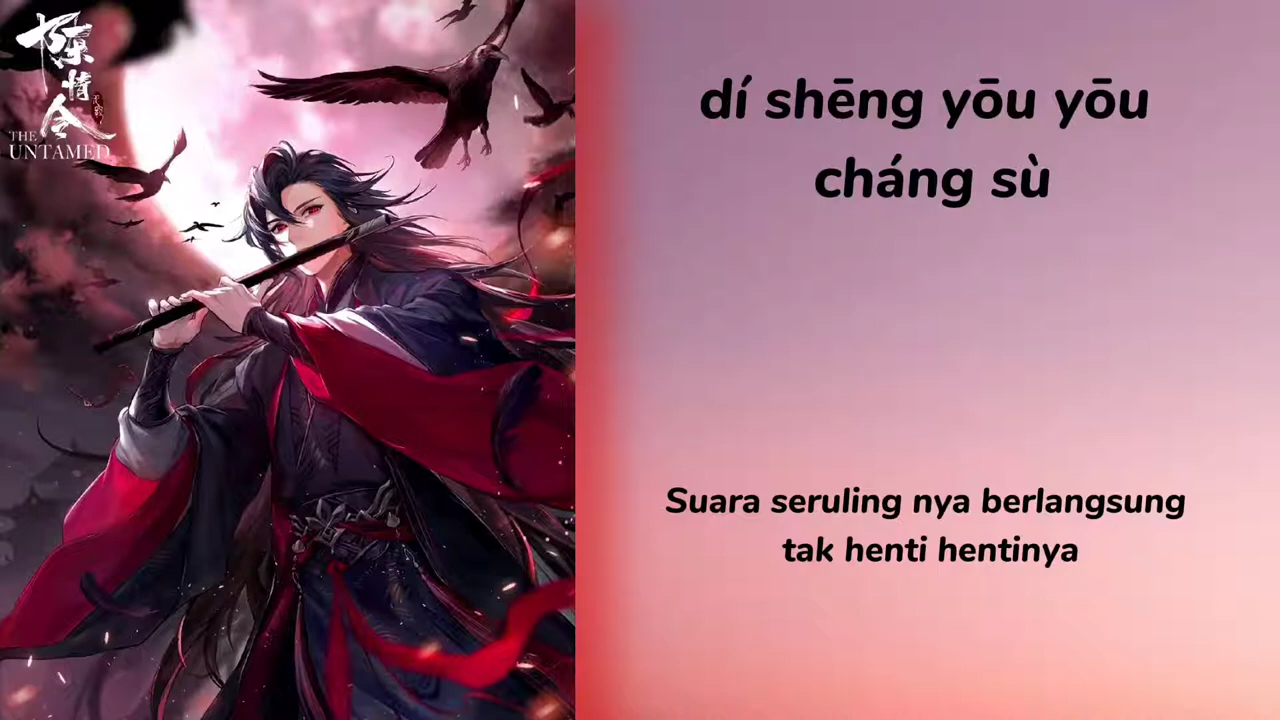 陈情令
THE
UNTAMED
dí shēng yōu yōu
cháng sù
Suara seruling nya berlangsung
tak henti hentinya